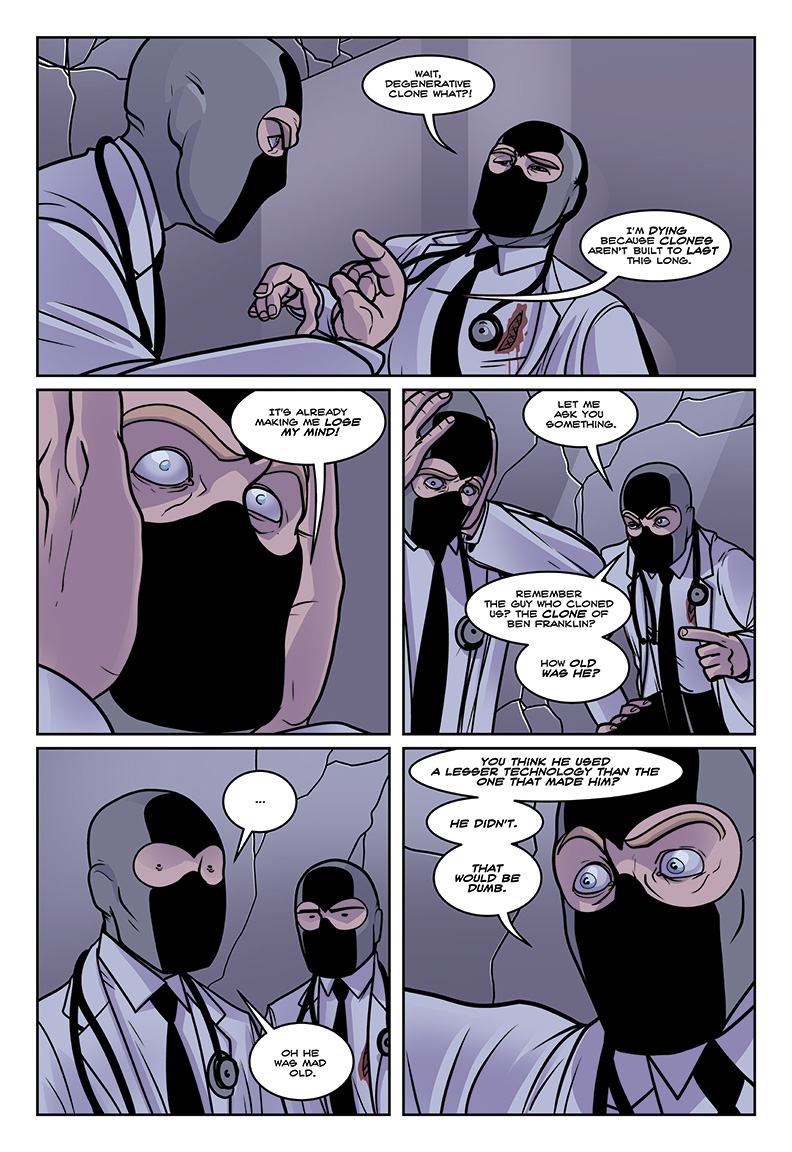 WAIT,
DEGENERATIVE
CLONE WHAT?!
I'M DYING
BECAUSE CLONES
AREN'T BUILT TO LAST
THIS LONG.
IT'S ALREADY
MAKING ME LOSE
MY MIND!
LET ME
ASK YOU
SOMETHING.
REMEMBER
THE GUY WHO CLONED
US? THE CLONE OF
BEN FRANKLIN?
HOW OLD
WAS HE?
...
OH HE
WAS MAD
OLD.
YOU THINK HE USED
A LESSER TECHNOLOGY THAN THE
ONE THAT MADE HIM?
HE DIDN'T.
THAT
WOULD BE
DUMB.